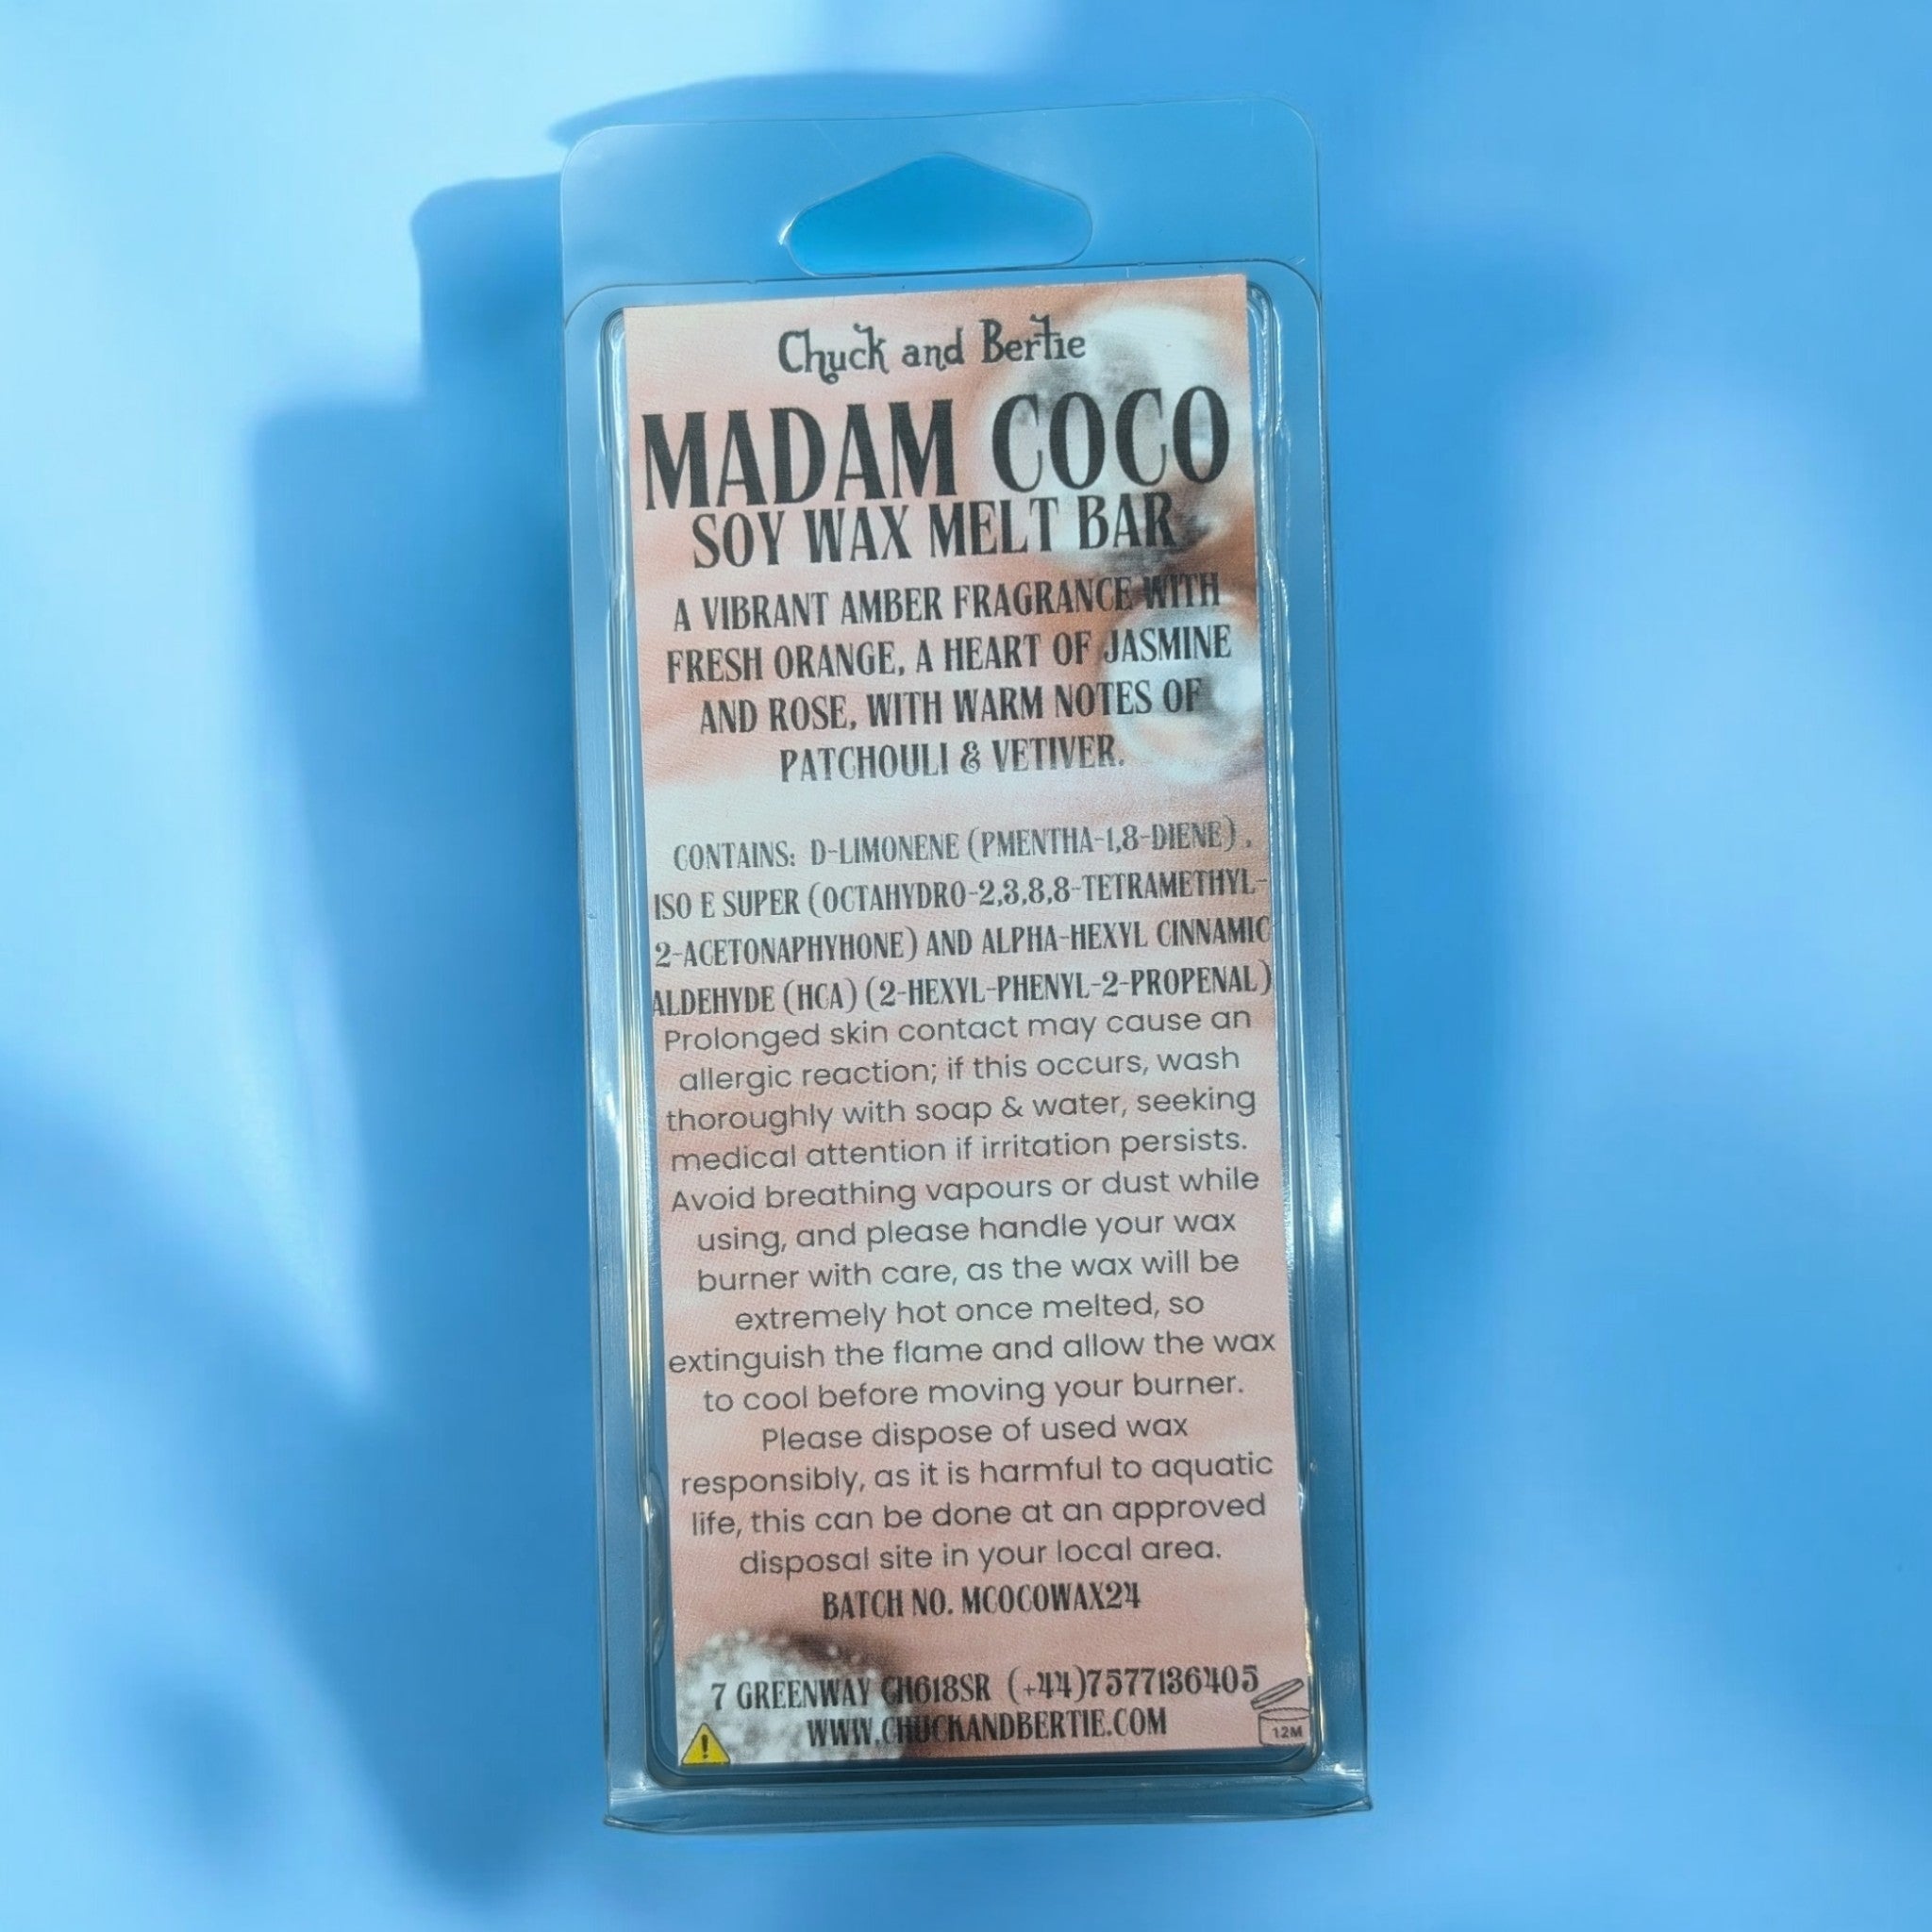 Chuck and Bertie
MADAM COCO
SOY WAX MELT BAR
A VIBRANT AMBER FRAGRANCE WITH
FRESH ORANGE, A HEART OF JASMINE
AND ROSE, WITH WARM NOTES OF
PATCHOULI & VETIVER.
CONTAINS: D-LIMONENE (PMENTHA-1,8-DIENE) ,
ISO E SUPER (OCTAHYDRO-2,3,8,8-TETRAMETHYL-
2-ACETONAPHYHONE) AND ALPHA-HEXYL CINNAMIC
ALDEHYDE (HCA) (2-HEXYL-PHENYL-2-PROPENAL)
Prolonged skin contact may cause an
allergic reaction; if this occurs, wash
thoroughly with soap & water, seeking
medical attention if irritation persists.
Avoid breathing vapours or dust while
using, and please handle your wax
burner with care, as the wax will be
extremely hot once melted, so
extinguish the flame and allow the wax
to cool before moving your burner.
Please dispose of used wax
responsibly, as it is harmful to aquatic
life, this can be done at an approved
disposal site in your local area.
BATCH NO. MCOCOWAX24
7 GREENWAY CH618SR (+44)7577136405
WWW.CHUCKANDBERTIE.COM
12M